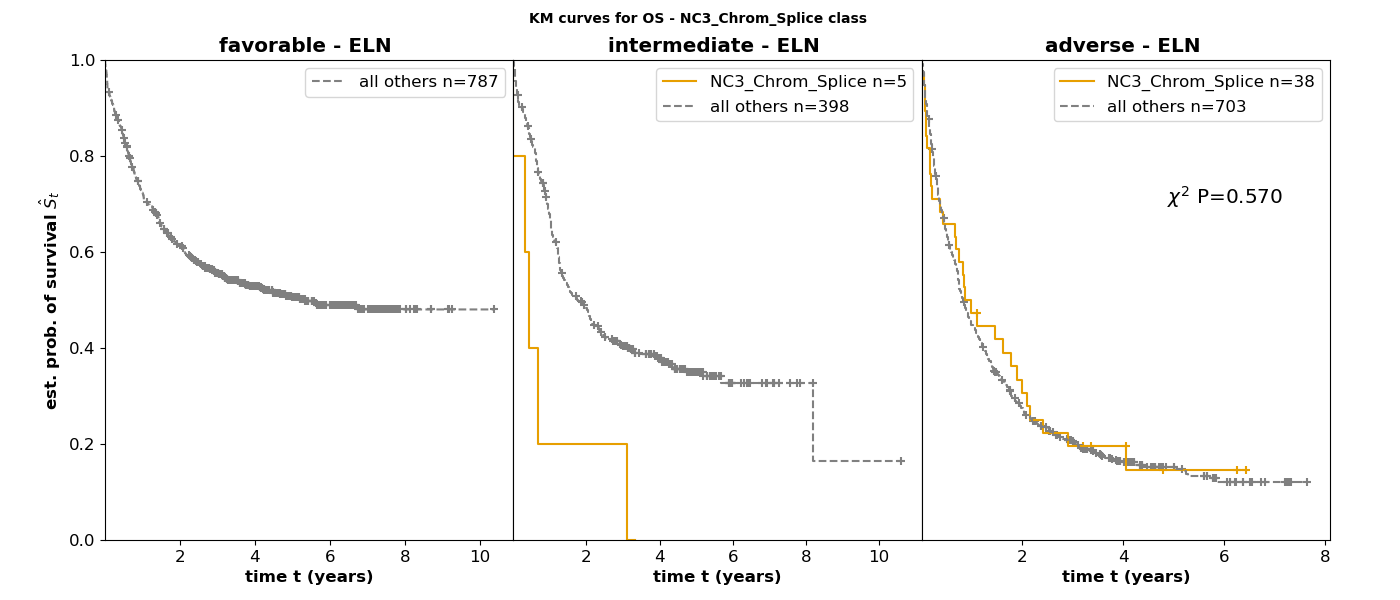 KM curves for OS - NC3_Chrom_Splice class
favorable - ELN
intermediate - ELN
adverse - ELN
est. prob. of survival Ŝt
1.0
0.8
0.6
0.4
0.2
0.0
all others n=787
2 4 6 8 10
time t (years)
NC3_Chrom_Splice n=5
all others n=398
2 4 6 8 10
time t (years)
NC3_Chrom_Splice n=38
all others n=703
χ² P=0.570
2 4 6 8
time t (years)